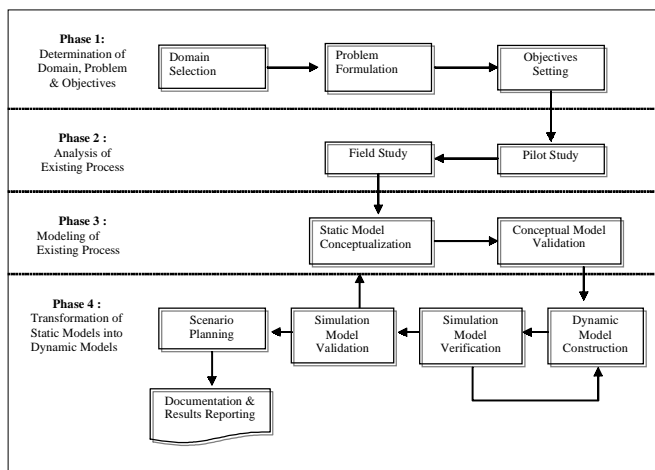 Phase 1:
Determination of
Domain, Problem
& Objectives
Domain
Selection
Problem
Formulation
Objectives
Setting
Phase 2 :
Analysis of
Existing Process
Field Study
Pilot Study
Phase 3 :
Modeling of
Existing Process
Static Model
Conceptualization
Conceptual Model
Validation
Phase 4 :
Transformation of
Static Models into
Dynamic Models
Scenario
Planning
Simulation
Model
Validation
Simulation
Model
Verification
Dynamic
Model
Construction
Documentation &
Results Reporting